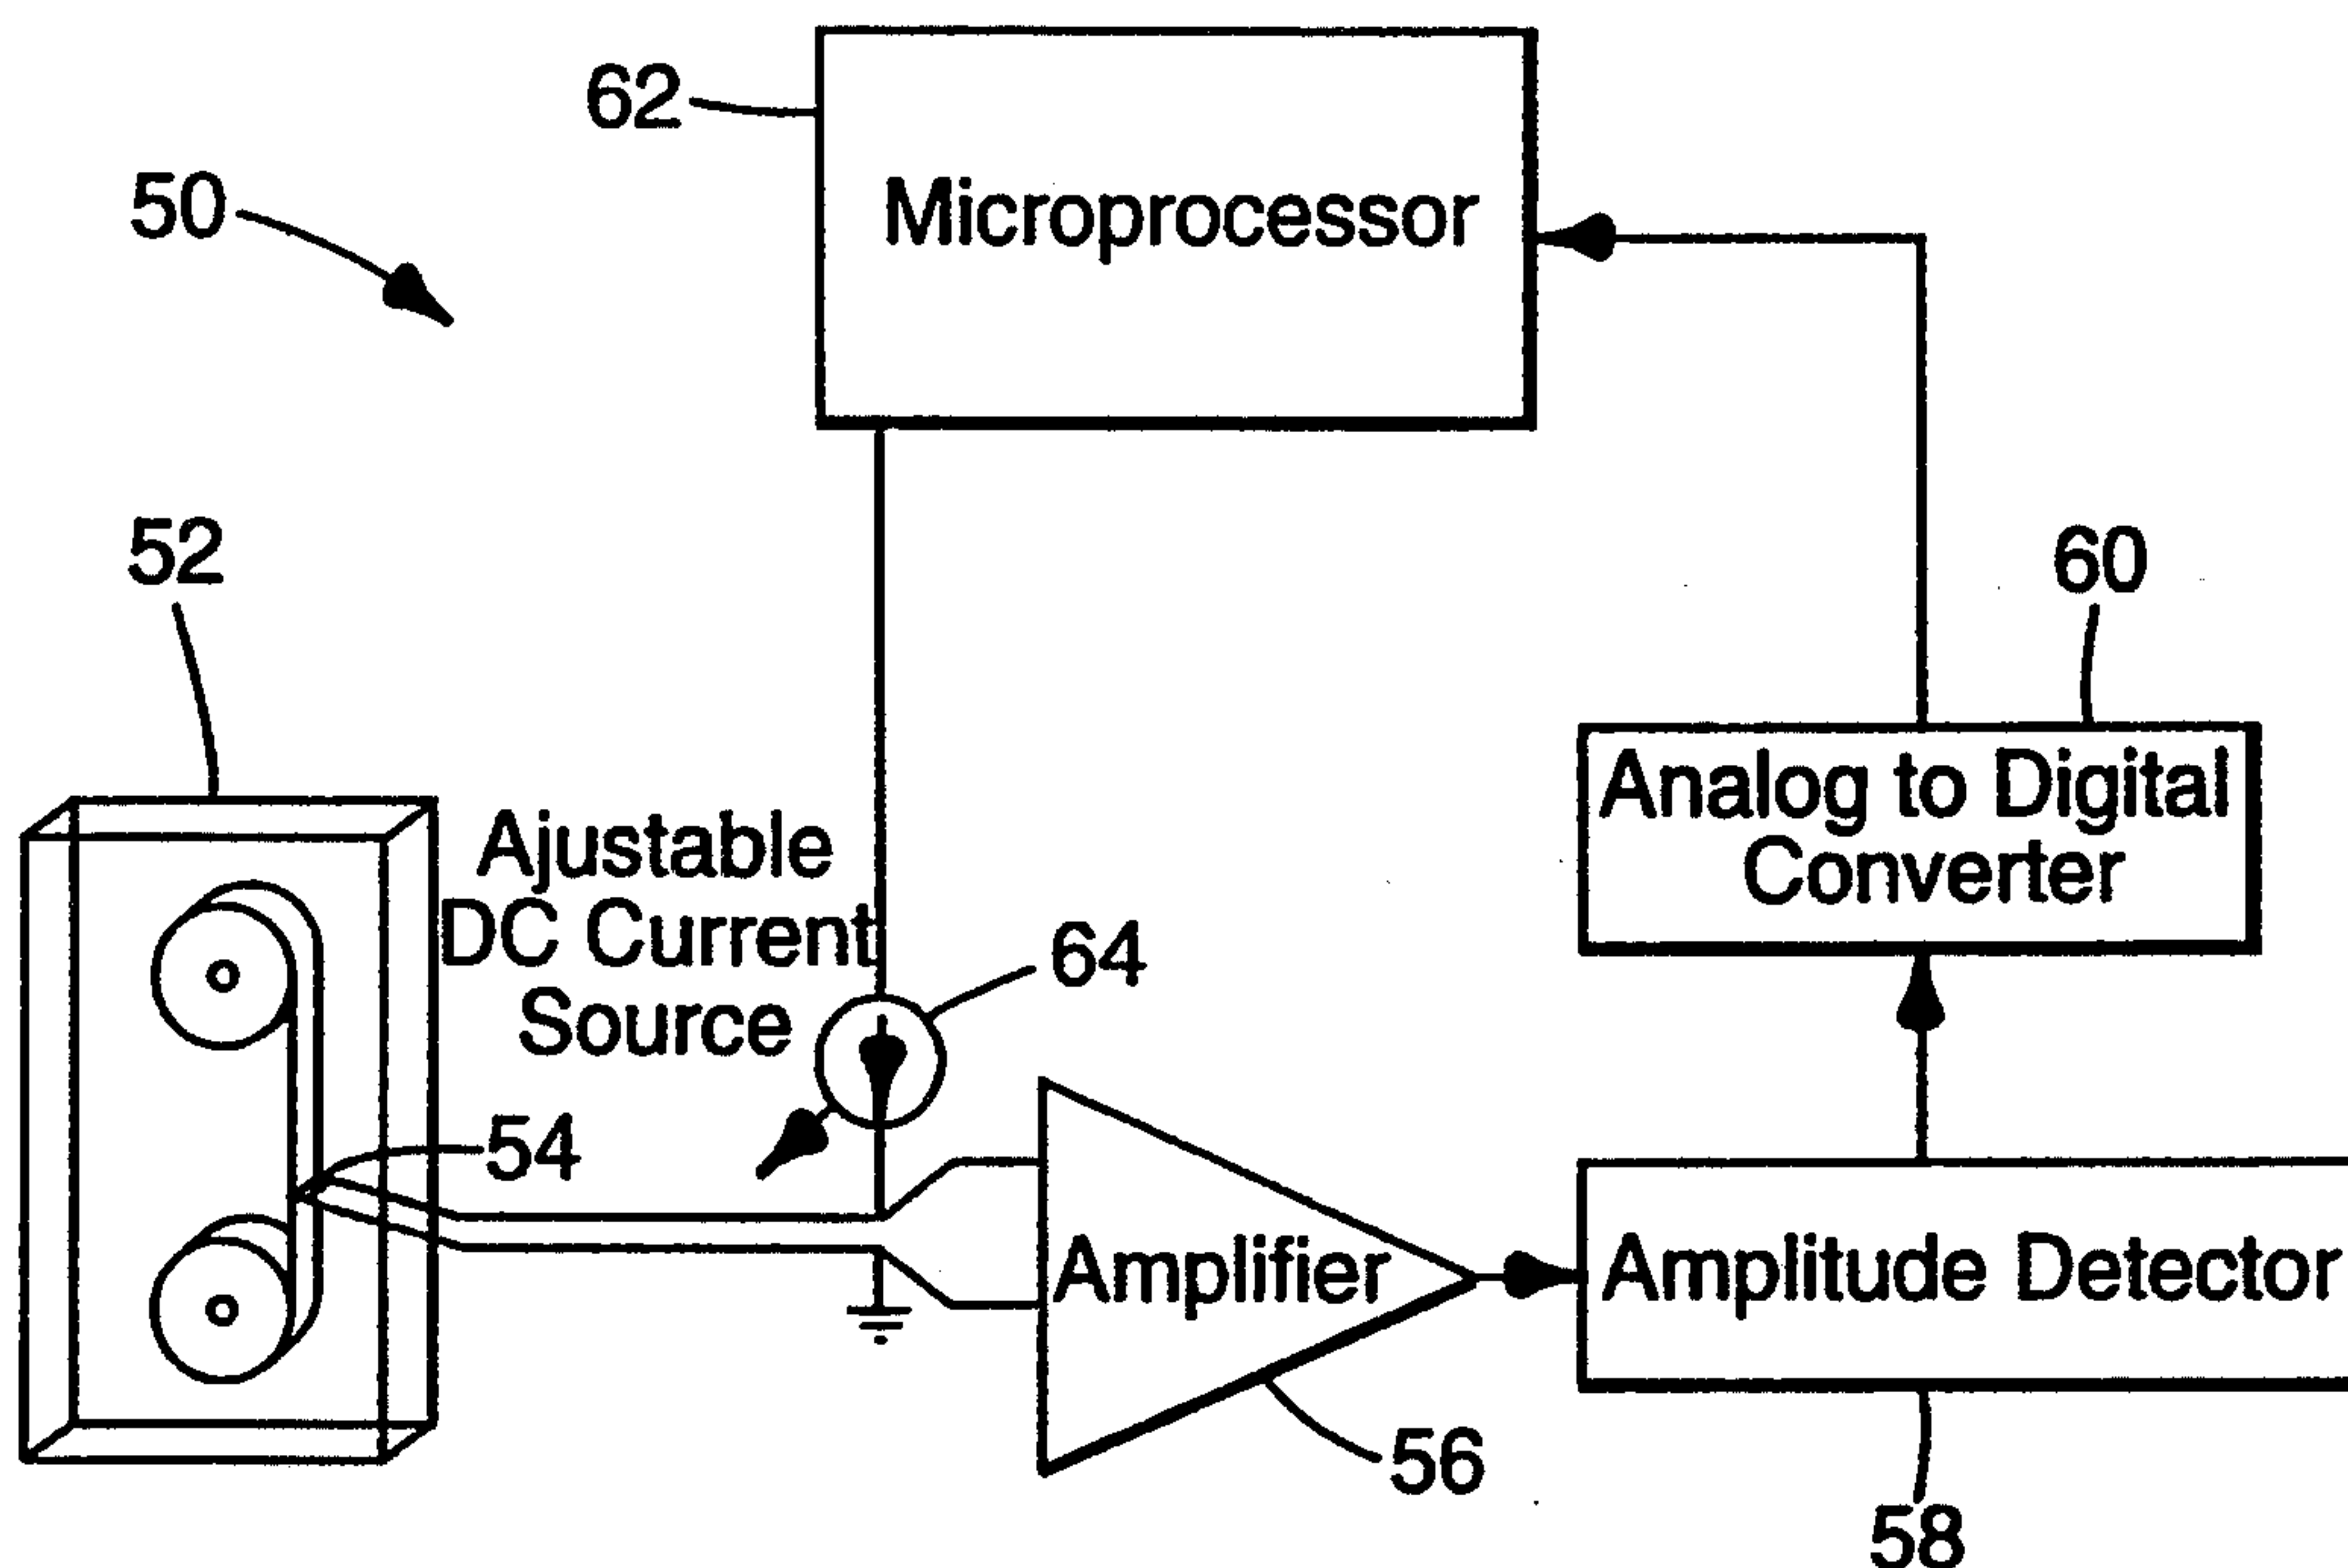 62
Microprocessor
50
52
60
Analog to Digital
Converter
Ajustable
DC Current
Source
64
54
Amplifier
Amplitude Detector
56
58